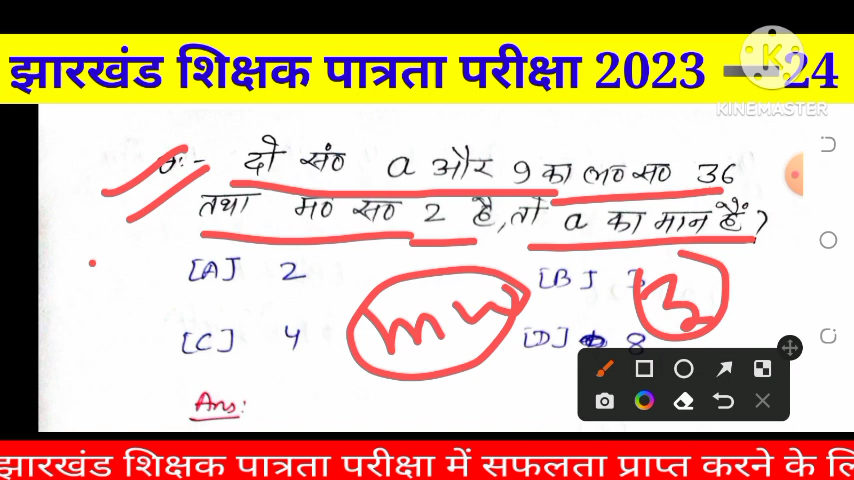 झारखंड शिक्षक पात्रता परीक्षा 2023 — 24
KINEMASTER
दो सं० a और 9 का ल० स० 36
तथा म० स० 2 है, तो a का मान हैं?
[A] 2 [B] 3
[C] 4 [D] 8
Ans:
झारखंड शिक्षक पात्रता परीक्षा में सफलता प्राप्त करने के लि